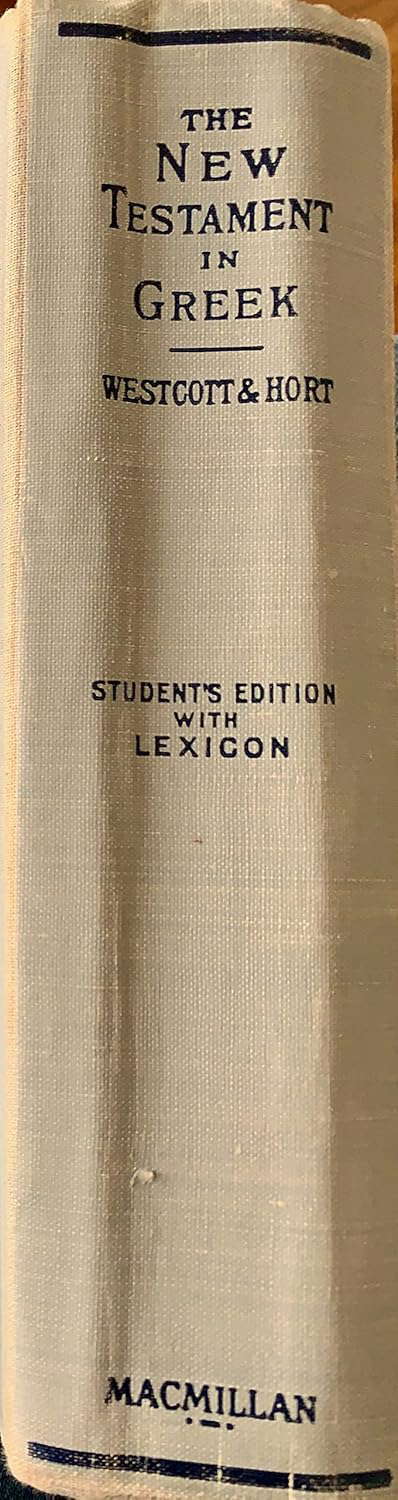 THE
NEW
TESTAMENT
IN
GREEK
WESTCOTT & HORT
STUDENT'S EDITION
WITH
LEXICON
MACMILLAN